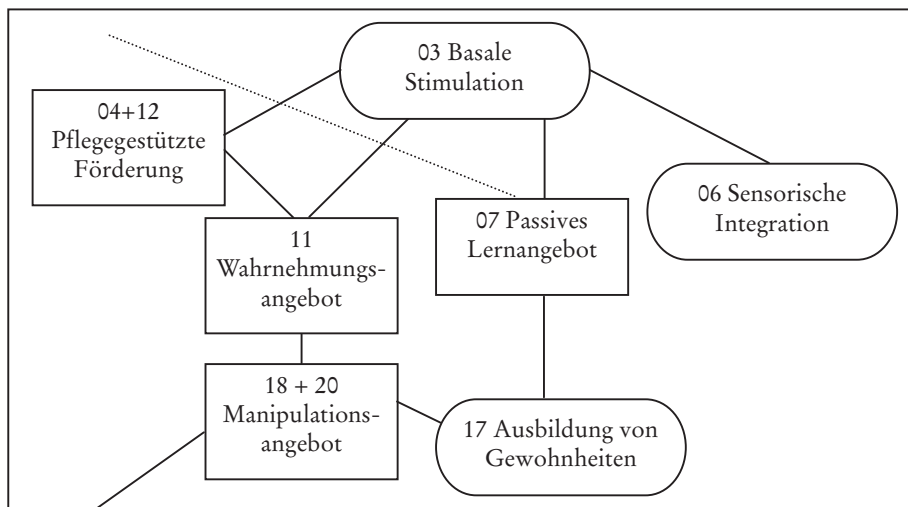 03 Basale
Stimulation
04+12
Pflegegestützte
Förderung
06 Sensorische
Integration
07 Passives
Lernangebot
11
Wahrnehmungs-
angebot
18 + 20
Manipulations-
angebot
17 Ausbildung von
Gewohnheiten